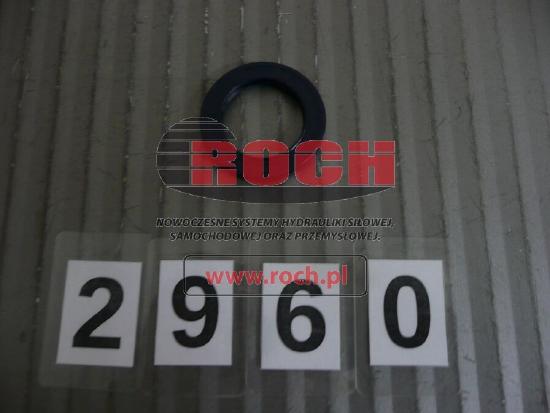 ROCH
NOWOCZESNE SYSTEMY HYDRAULIKI SIŁOWEJ,
SAMOCHODOWEJ ORAZ PRZEMYSŁOWEJ.
www.roch.pl
2960